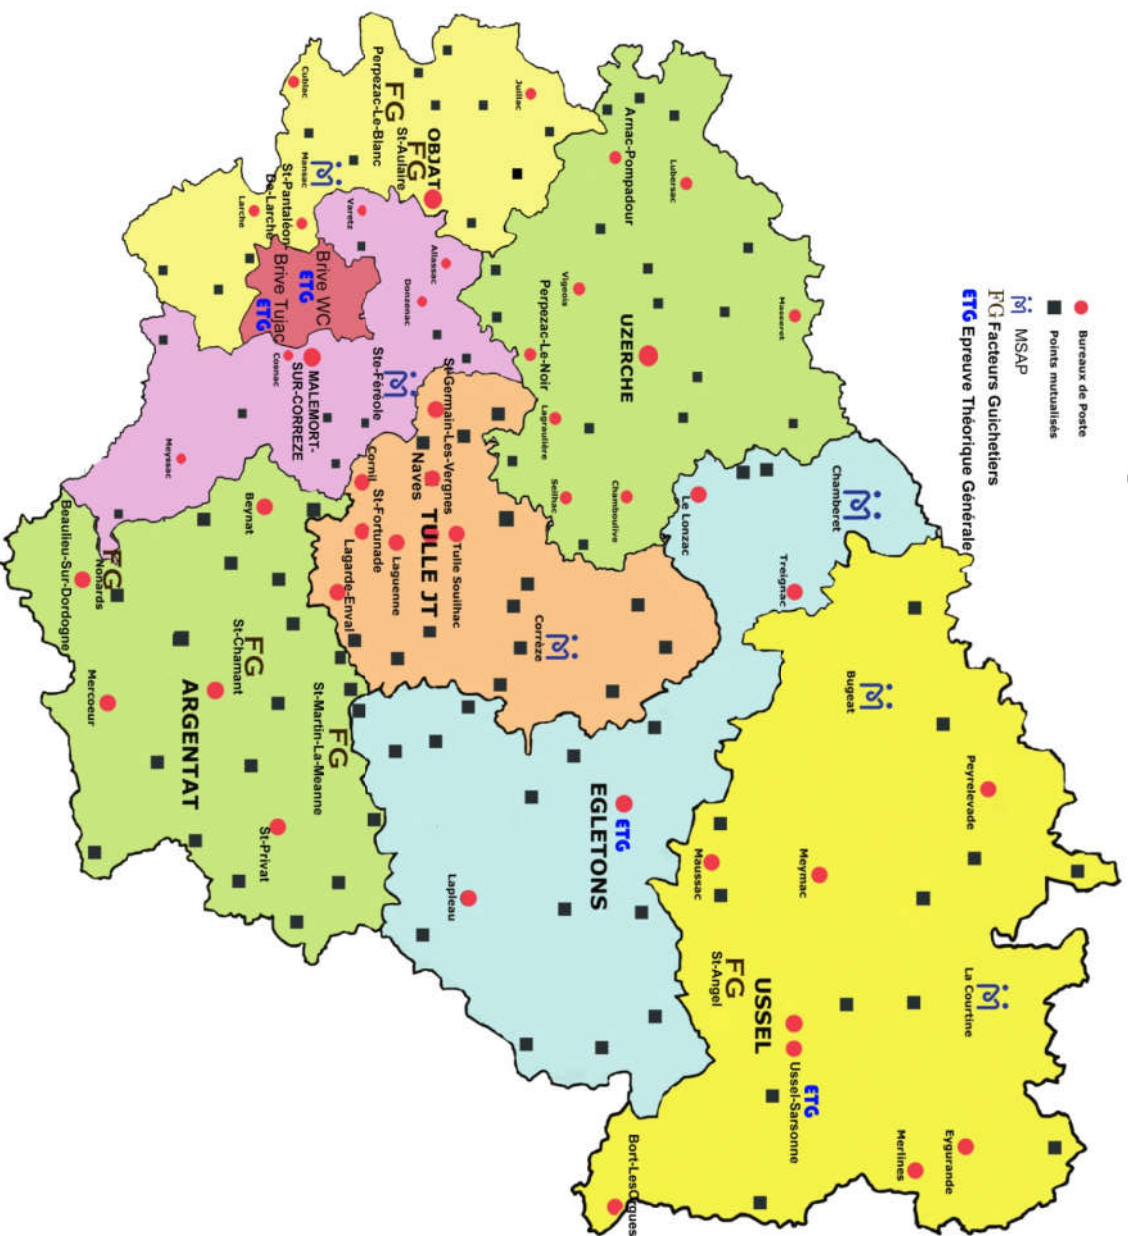 Bureaux de Poste
Points mutualisés
MSAP
FG Facteurs Guichetiers
ETG Epreuve Théorique Générale
La Courtine
Peyrelevade
Eygurande
Merlines
Bugeat
Chamberet
ETG
Ussel-Sarsonne
Meymac
Treignac
Masseret
USSEL
FG
St-Angel
Maussac
Le Lonzac
Lubersac
Bort-LesOrgues
Arnac-Pompadour
UZERCHE
Chamboulive
ETG
EGLETONS
Vigeois
Seilhac
Lagraulière
Perpezac-Le-Noir
Corrèze
Juillac
Tulle Souilhac
Lapleau
St-Germain-Les-Vergnes
OBJAT
Allassac
TULLE JT
Naves
FG
St-Aulaire
Donzenac
Laguenne
FG
Perpezac-Le-Blanc
Ste-Féréole
St-Fortunade
Cornil
Varetz
Lagarde-Enval
FG
St-Martin-La-Meanne
Brive WC
ETG
MALEMORT-
SUR-CORREZE
Mansac
Cublac
St-Pantaléon
De-Larche
Brive Tujac
ETG
Cosnac
Larche
FG
St-Chamant
St-Privat
Beynat
ARGENTAT
Meyssac
FG
Nonards
Mercoeur
Beaulieu-Sur-Dordogne